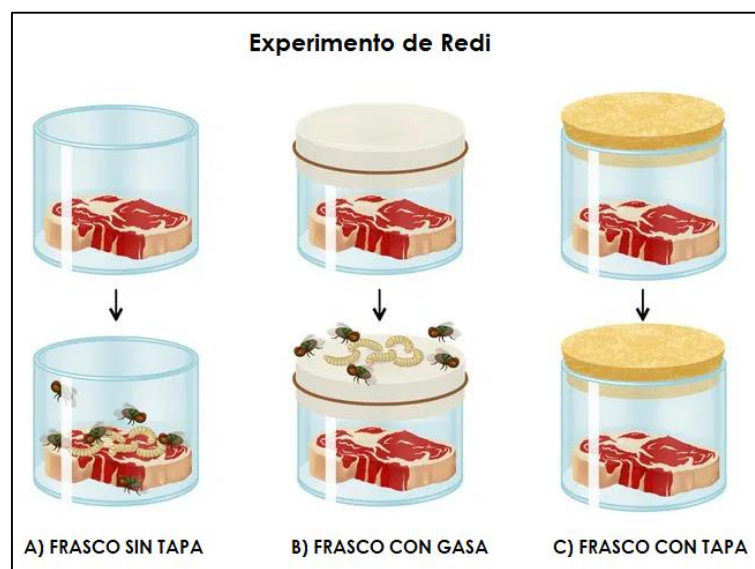 Experimento de Redi
A) FRASCO SIN TAPA
B) FRASCO CON GASA
C) FRASCO CON TAPA